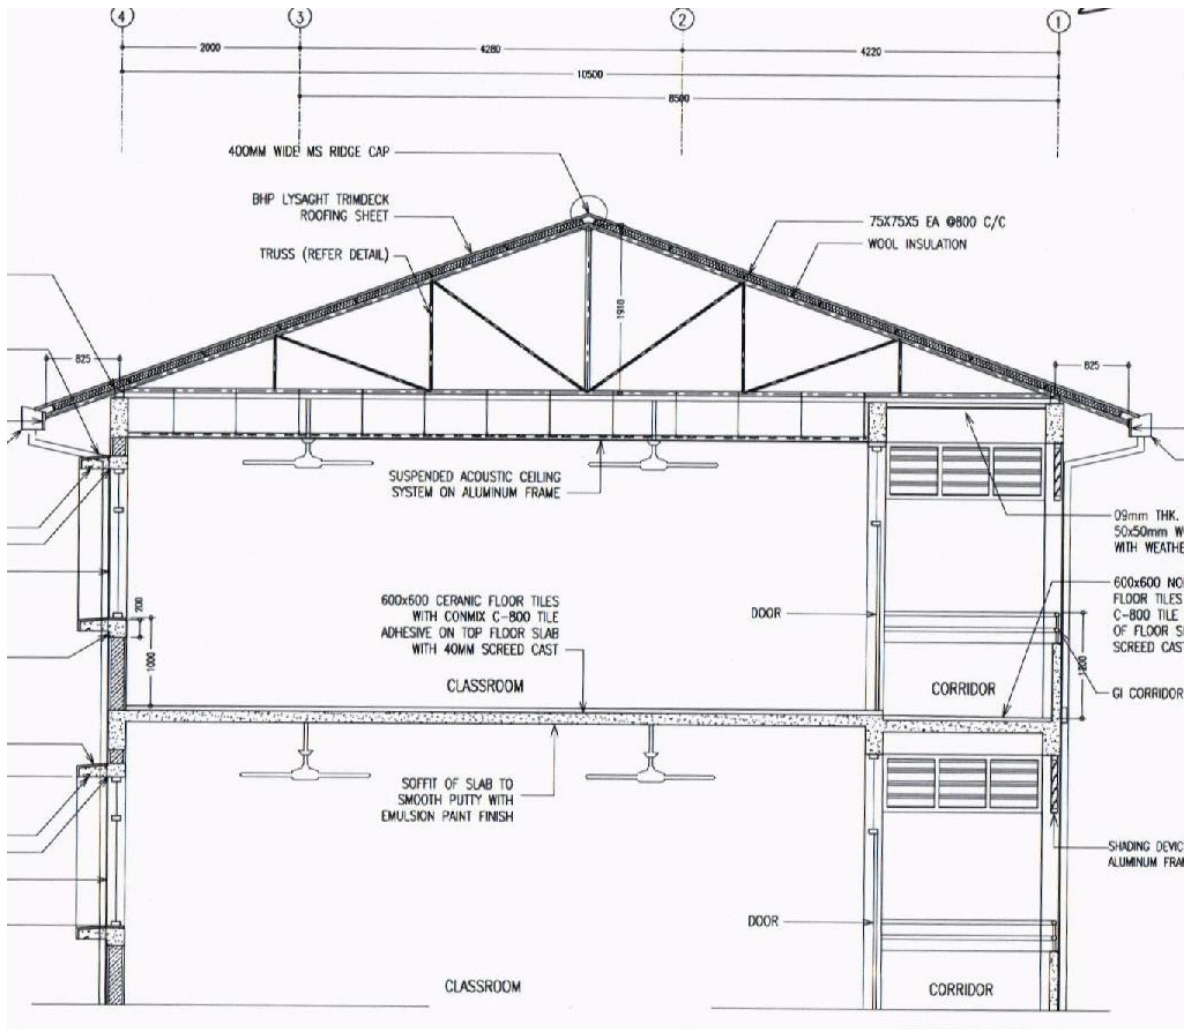 4
3
2
1
2000
4280
4220
10500
8500
400MM WIDE MS RIDGE CAP
BHP LYSAGHT TRIMDECK
ROOFING SHEET
TRUSS (REFER DETAIL)
75X75X5 EA @800 C/C
WOOL INSULATION
1910
825
825
SUSPENDED ACOUSTIC CEILING
SYSTEM ON ALUMINUM FRAME
09mm THK.
50x50mm W
WITH WEATHE
600x600 CERANIC FLOOR TILES
WITH CONMIX C-800 TILE
ADHESIVE ON TOP FLOOR SLAB
WITH 40MM SCREED CAST
200
1000
DOOR
600x600 NO
FLOOR TILES
C-800 TILE
OF FLOOR S
SCREED CAST
1200
CLASSROOM
CORRIDOR
GI CORRIDOR
SOFFIT OF SLAB TO
SMOOTH PUTTY WITH
EMULSION PAINT FINISH
SHADING DEVIC
ALUMINUM FRA
DOOR
CLASSROOM
CORRIDOR